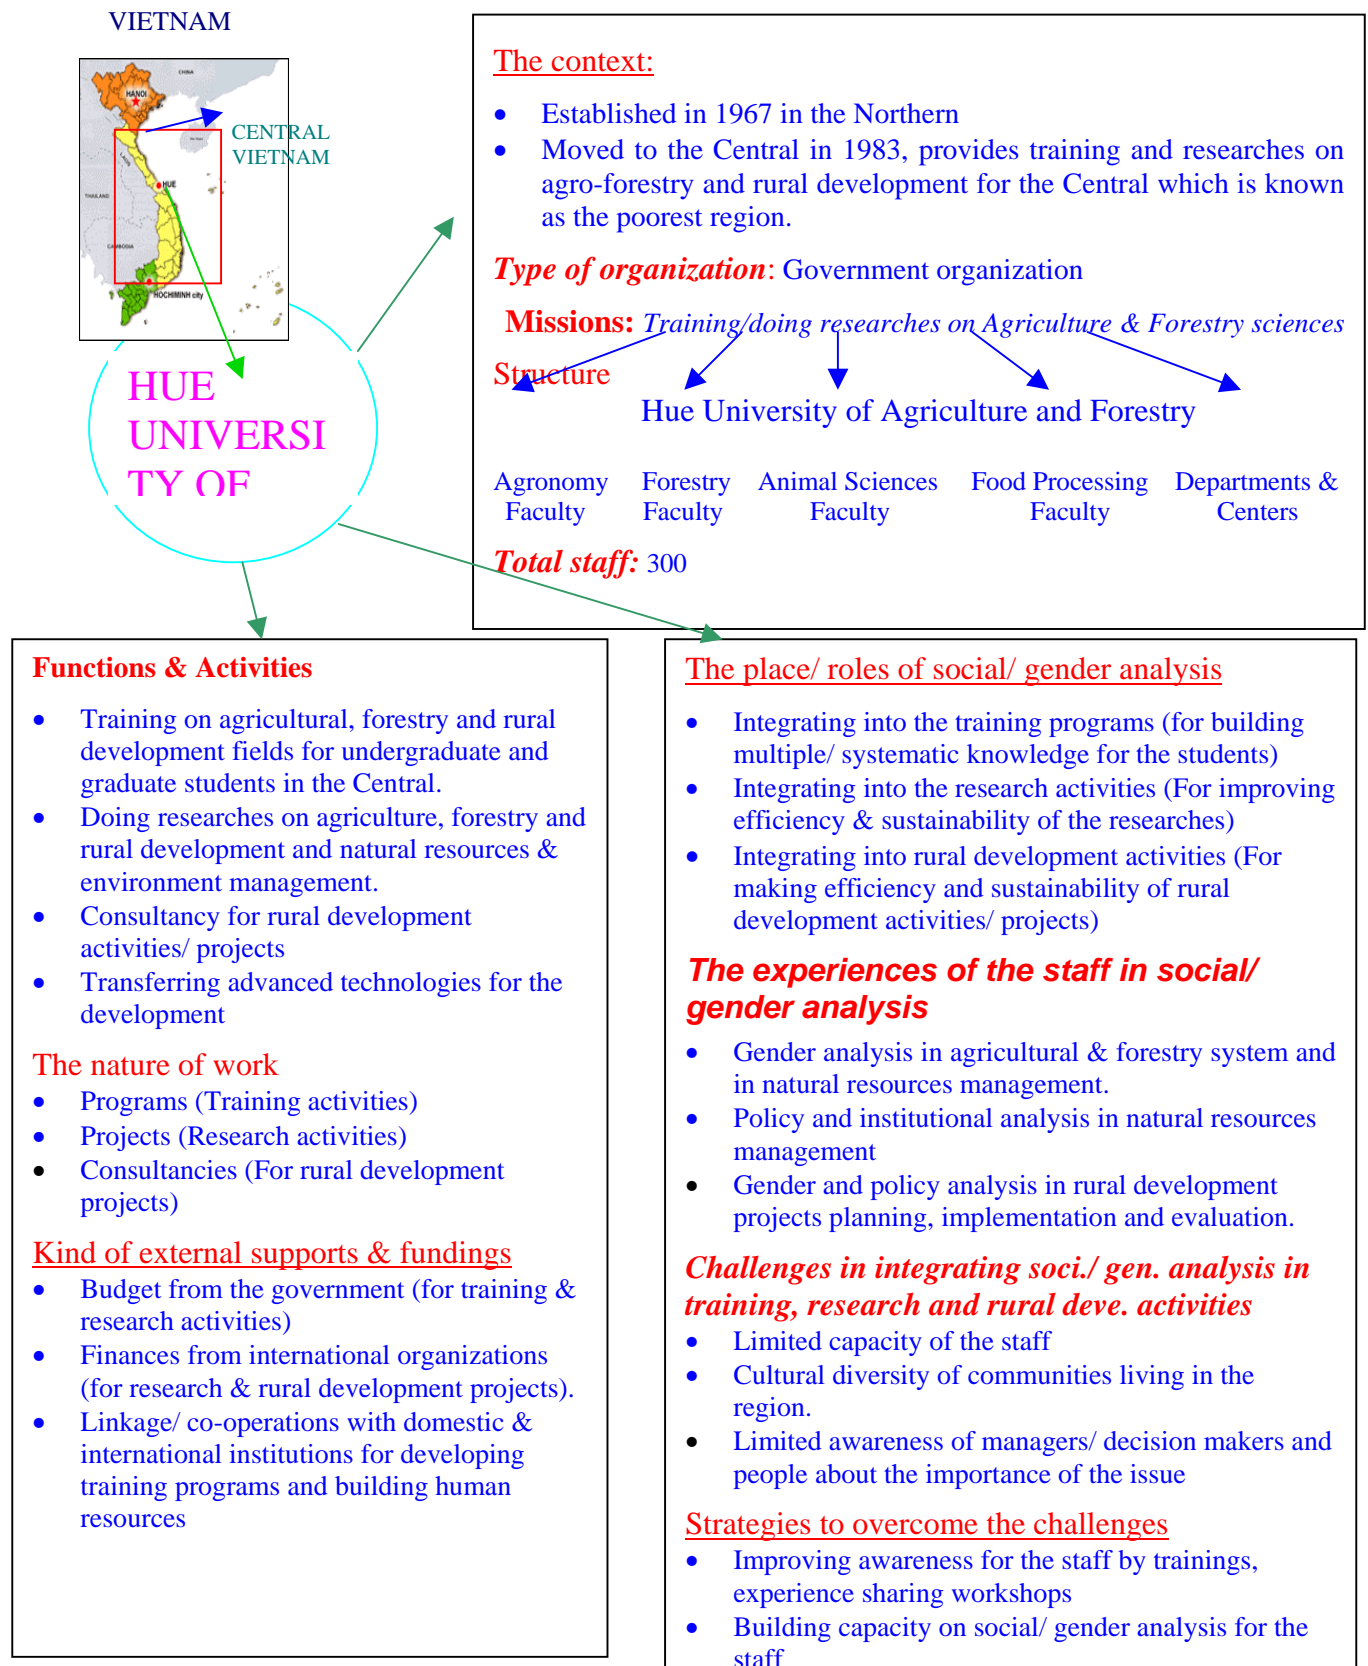 VIETNAM
CHINA
HANOI
CENTRAL
VIETNAM
HUE
THAILAND
CAMBODIA
HOCHIMINH city
HUE
UNIVERSI
TY OF
The context:
• Established in 1967 in the Northern
• Moved to the Central in 1983, provides training and researches on
agro-forestry and rural development for the Central which is known
as the poorest region.
Type of organization: Government organization
Missions: Training/doing researches on Agriculture & Forestry sciences
Structure
Hue University of Agriculture and Forestry
Agronomy Forestry Animal Sciences Food Processing Departments &
Faculty Faculty Faculty Faculty Centers
Total staff: 300
Functions & Activities
• Training on agricultural, forestry and rural
development fields for undergraduate and
graduate students in the Central.
• Doing researches on agriculture, forestry and
rural development and natural resources &
environment management.
• Consultancy for rural development
activities/ projects
• Transferring advanced technologies for the
development
The nature of work
• Programs (Training activities)
• Projects (Research activities)
• Consultancies (For rural development
projects)
Kind of external supports & fundings
• Budget from the government (for training &
research activities)
• Finances from international organizations
(for research & rural development projects).
• Linkage/ co-operations with domestic &
international institutions for developing
training programs and building human
resources
The place/ roles of social/ gender analysis
• Integrating into the training programs (for building
multiple/ systematic knowledge for the students)
• Integrating into the research activities (For improving
efficiency & sustainability of the researches)
• Integrating into rural development activities (For
making efficiency and sustainability of rural
development activities/ projects)
The experiences of the staff in social/
gender analysis
• Gender analysis in agricultural & forestry system and
in natural resources management.
• Policy and institutional analysis in natural resources
management
• Gender and policy analysis in rural development
projects planning, implementation and evaluation.
Challenges in integrating soci./ gen. analysis in
training, research and rural deve. activities
• Limited capacity of the staff
• Cultural diversity of communities living in the
region.
• Limited awareness of managers/ decision makers and
people about the importance of the issue
Strategies to overcome the challenges
• Improving awareness for the staff by trainings,
experience sharing workshops
• Building capacity on social/ gender analysis for the
staff